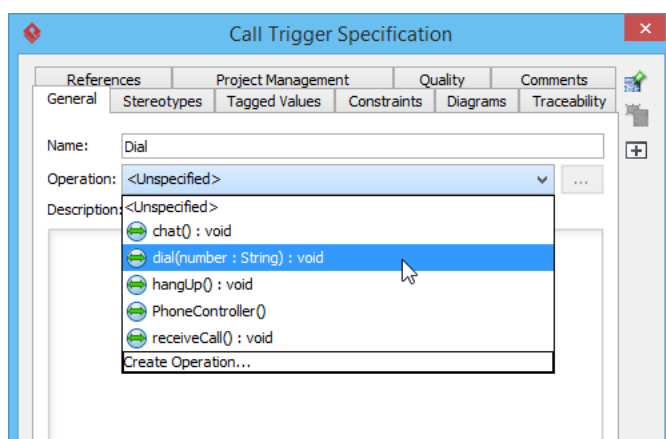 Call Trigger Specification
References Project Management Quality Comments
General Stereotypes Tagged Values Constraints Diagrams Traceability
Name: Dial
Operation: <Unspecified> ...
Description:
<Unspecified>
chat() : void
dial(number : String) : void
hangUp() : void
PhoneController()
receiveCall() : void
Create Operation...